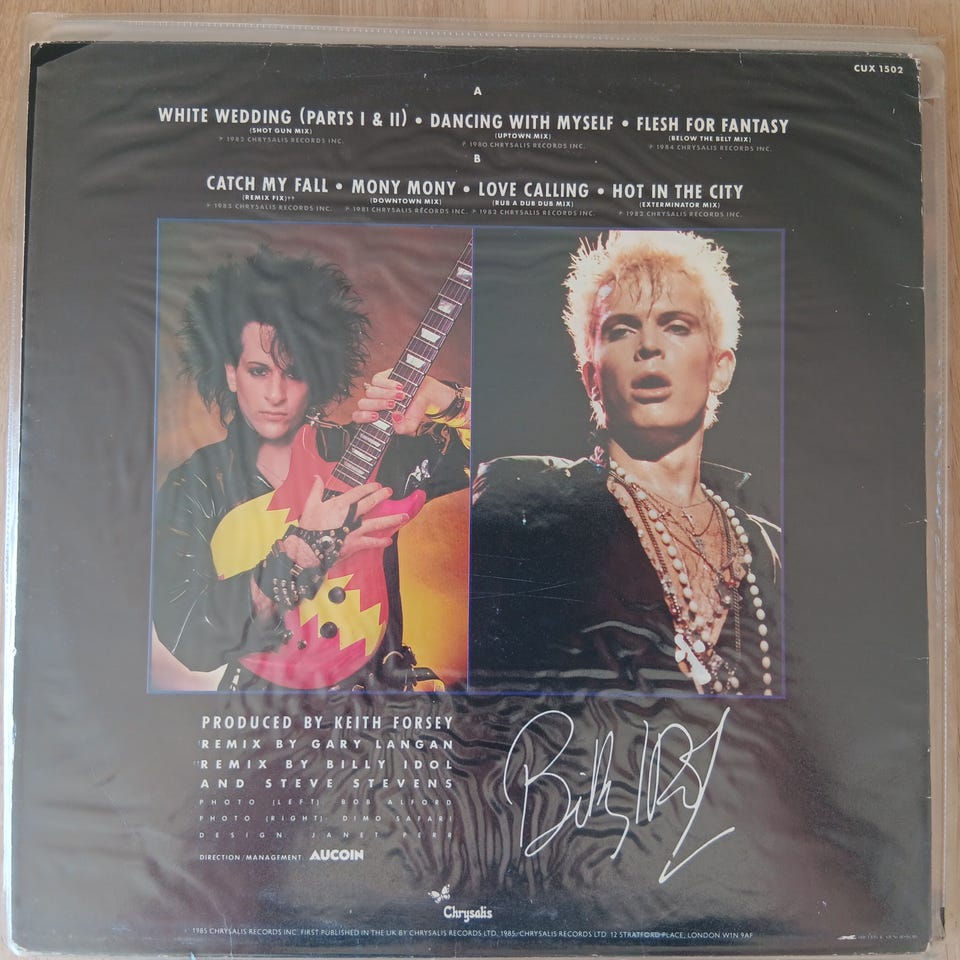 CUX 1502
A
WHITE WEDDING (PARTS I & II) • DANCING WITH MYSELF • FLESH FOR FANTASY
(SHOT GUN MIX) (UPTOWN MIX) (BELOW THE BELT MIX)
℗ 1982 CHRYSALIS RECORDS INC. ℗ 1980 CHRYSALIS RECORDS INC. ℗ 1984 CHRYSALIS RECORDS INC.
B
CATCH MY FALL • MONY MONY • LOVE CALLING • HOT IN THE CITY
(REMIX FIX)†† (DOWNTOWN MIX) (RUB A DUB DUB MIX) (EXTERMINATOR MIX)
℗ 1983 CHRYSALIS RECORDS INC. ℗ 1981 CHRYSALIS RECORDS INC. ℗ 1982 CHRYSALIS RECORDS INC. ℗ 1982 CHRYSALIS RECORDS INC.
PRODUCED BY KEITH FORSEY
†REMIX BY GARY LANGAN
††REMIX BY BILLY IDOL
AND STEVE STEVENS
PHOTO (LEFT): BOB ALFORD
PHOTO (RIGHT): DIMO SAFARI
DESIGN: JANET PERR
DIRECTION/MANAGEMENT: AUCOIN
Billy Idol
Chrysalis
1985 CHRYSALIS RECORDS INC. FIRST PUBLISHED IN THE UK BY CHRYSALIS RECORDS LTD, 1985, CHRYSALIS RECORDS LTD. 12 STRATFORD PLACE, LONDON W1N 9AF